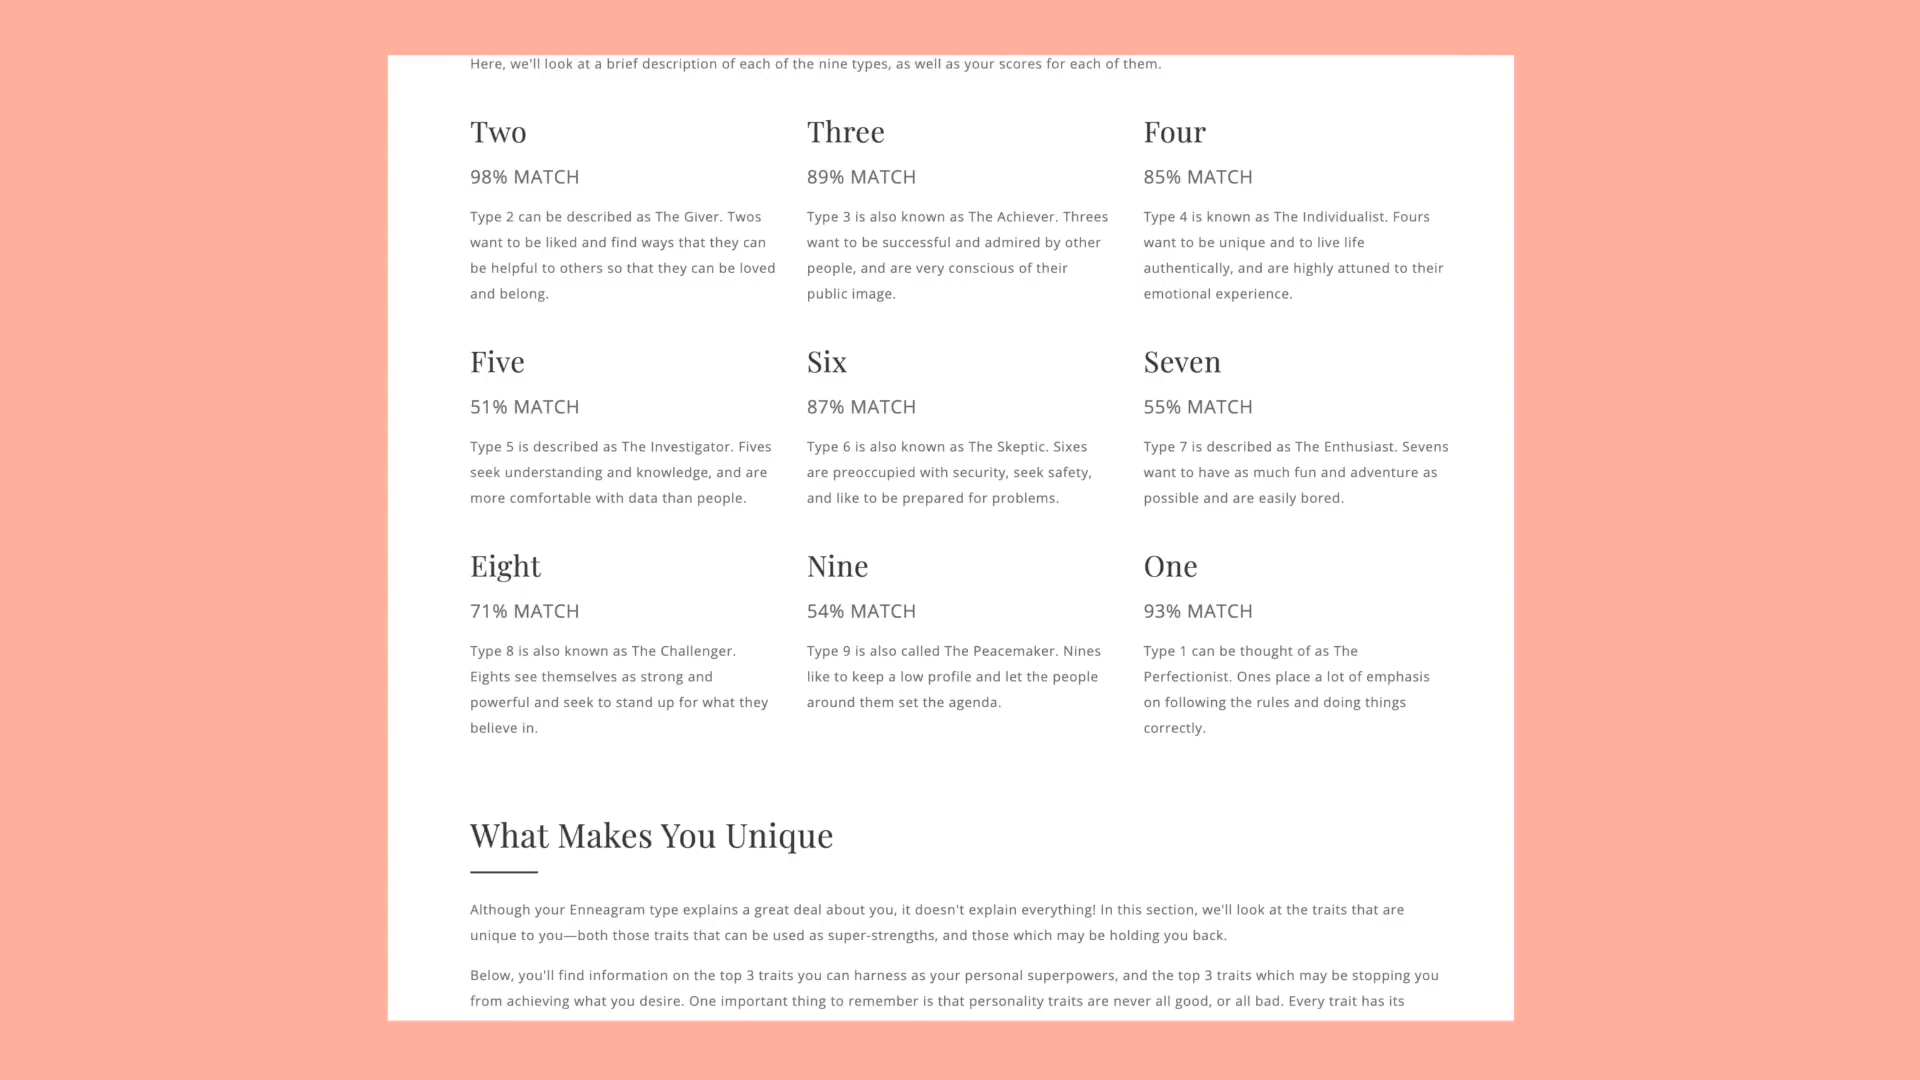 Here, we'll look at a brief description of each of the nine types, as well as your scores for each of them.
Two
98% MATCH
Type 2 can be described as The Giver. Twos
want to be liked and find ways that they can
be helpful to others so that they can be loved
and belong.
Three
89% MATCH
Type 3 is also known as The Achiever. Threes
want to be successful and admired by other
people, and are very conscious of their
public image.
Four
85% MATCH
Type 4 is known as The Individualist. Fours
want to be unique and to live life
authentically, and are highly attuned to their
emotional experience.
Five
51% MATCH
Type 5 is described as The Investigator. Fives
seek understanding and knowledge, and are
more comfortable with data than people.
Six
87% MATCH
Type 6 is also known as The Skeptic. Sixes
are preoccupied with security, seek safety,
and like to be prepared for problems.
Seven
55% MATCH
Type 7 is described as The Enthusiast. Sevens
want to have as much fun and adventure as
possible and are easily bored.
Eight
71% MATCH
Type 8 is also known as The Challenger.
Eights see themselves as strong and
powerful and seek to stand up for what they
believe in.
Nine
54% MATCH
Type 9 is also called The Peacemaker. Nines
like to keep a low profile and let the people
around them set the agenda.
One
93% MATCH
Type 1 can be thought of as The
Perfectionist. Ones place a lot of emphasis
on following the rules and doing things
correctly.
What Makes You Unique
Although your Enneagram type explains a great deal about you, it doesn't explain everything! In this section, we'll look at the traits that are
unique to you—both those traits that can be used as super-strengths, and those which may be holding you back.
Below, you'll find information on the top 3 traits you can harness as your personal superpowers, and the top 3 traits which may be stopping you
from achieving what you desire. One important thing to remember is that personality traits are never all good, or all bad. Every trait has its